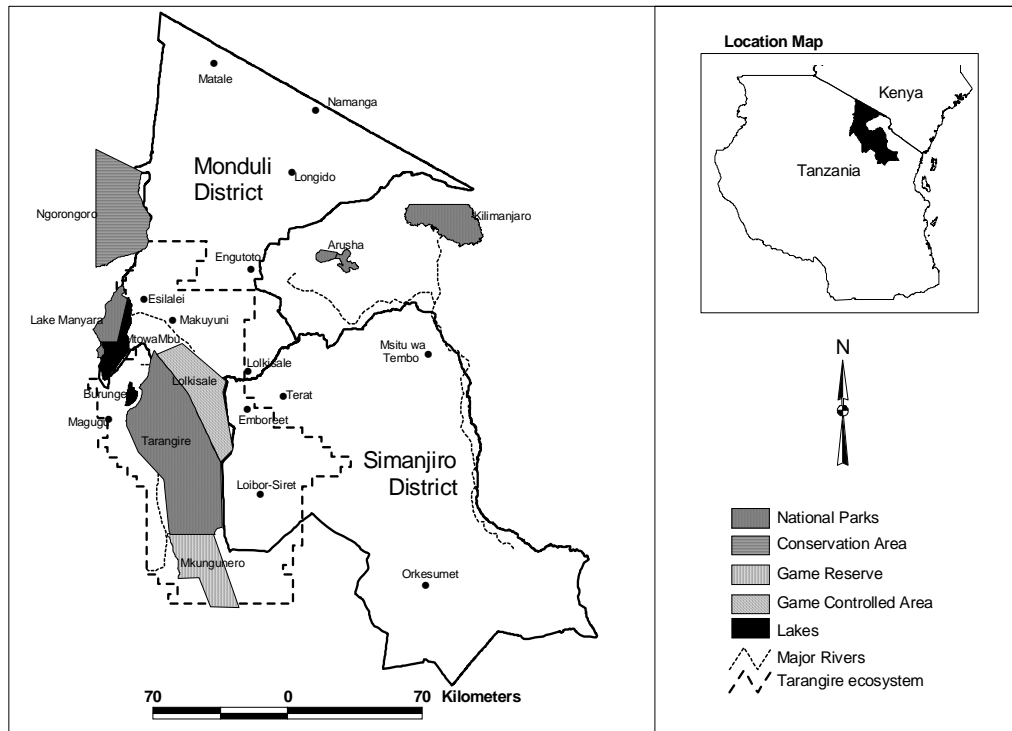 Matale
Namanga
Monduli
District
Longido
Ngorongoro
Kilimanjaro
Arusha
Engutoto
Esilalei
Lake Manyara
Makuyuni
MtowaMbu
Msitu wa
Tembo
Lolkisale
Lolkisale
Burunge
Terat
Emboreet
Magugu
Tarangire
Simanjiro
District
Loibor-Siret
Mkungunero
Orkesumet
70 0 70 Kilometers
Location Map
Kenya
Tanzania
N
National Parks
Conservation Area
Game Reserve
Game Controlled Area
Lakes
Major Rivers
Tarangire ecosystem